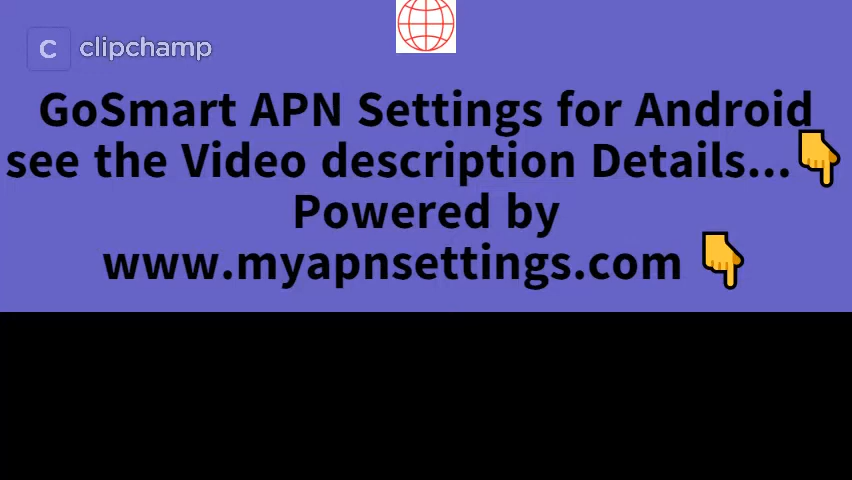 C clipchamp
GoSmart APN Settings for Android
see the Video description Details...👇
Powered by
www.myapnsettings.com 👇